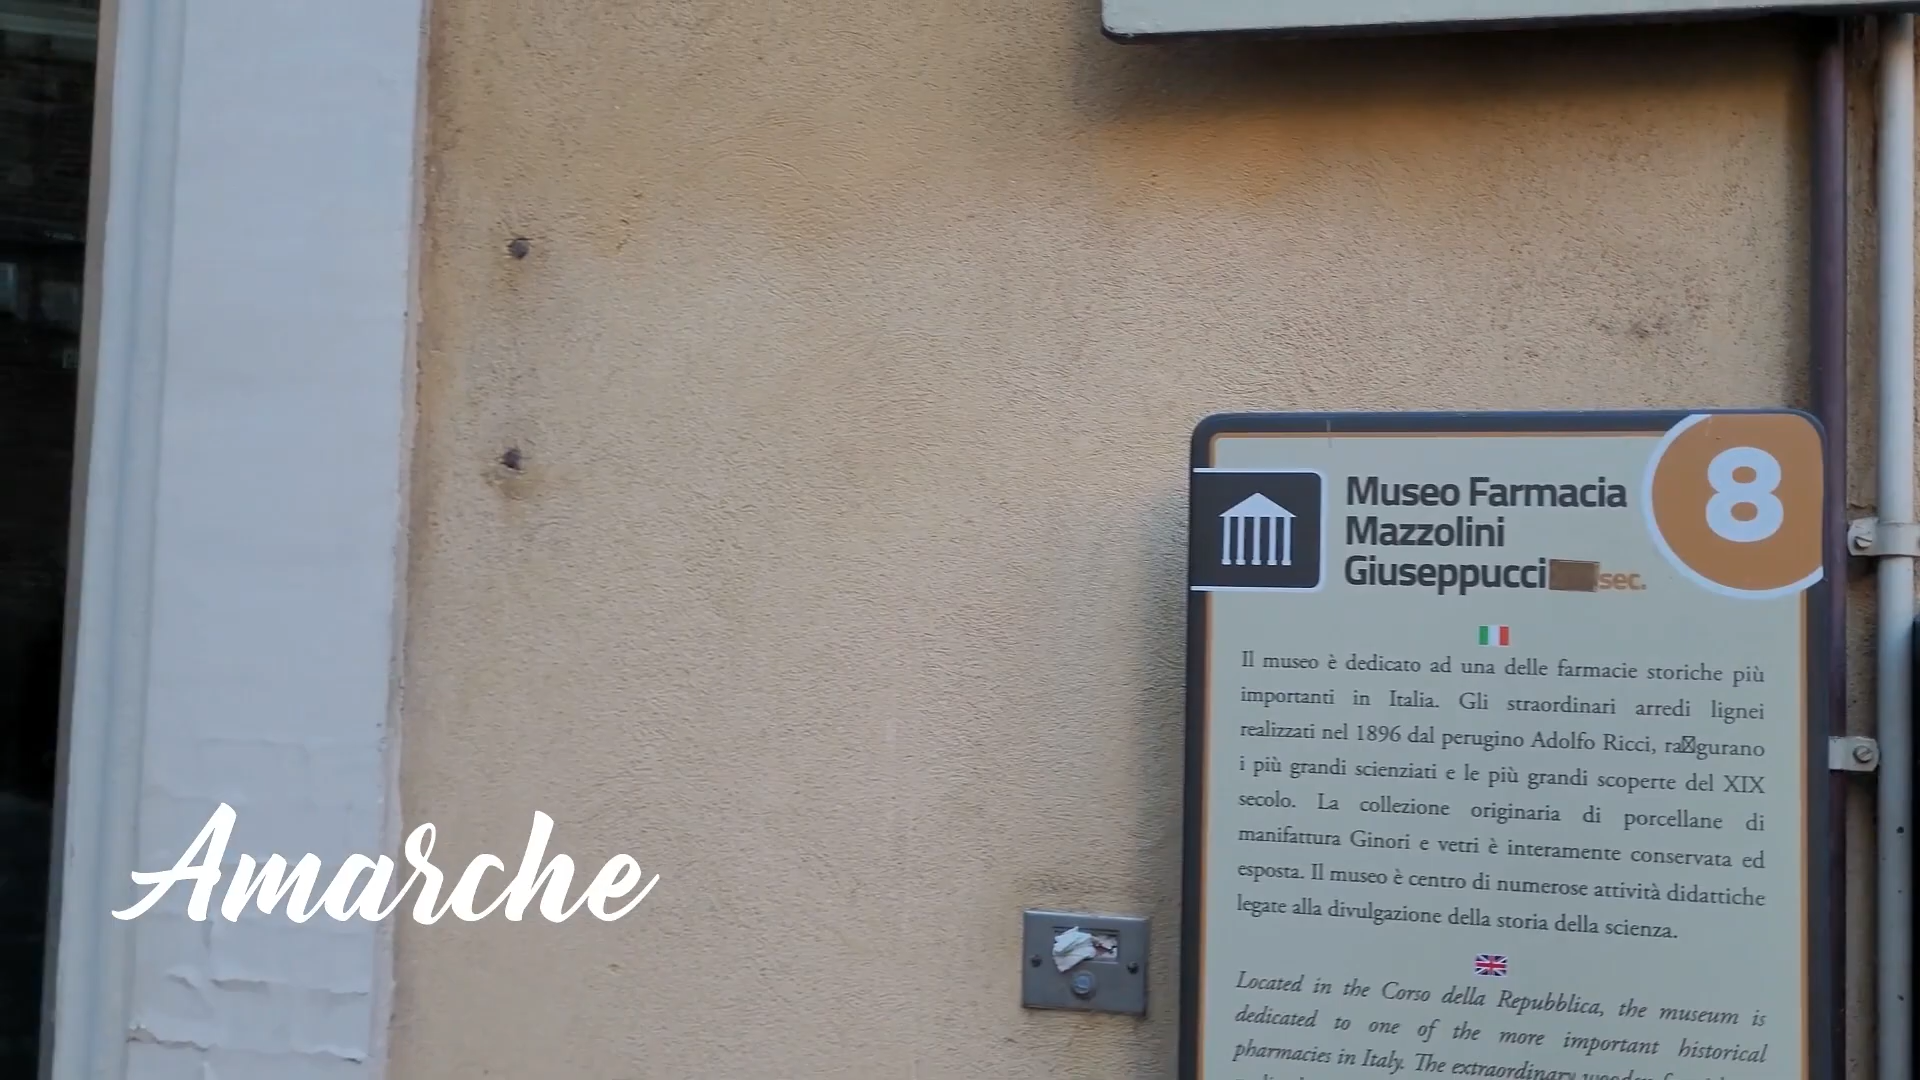 8
Museo Farmacia
Mazzolini
Giuseppucci sec.
Il museo è dedicato ad una delle farmacie storiche più
importanti in Italia. Gli straordinari arredi lignei
realizzati nel 1896 dal perugino Adolfo Ricci, ra☒gurano
i più grandi scienziati e le più grandi scoperte del XIX
secolo. La collezione originaria di porcellane di
manifattura Ginori e vetri è interamente conservata ed
esposta. Il museo è centro di numerose attività didattiche
legate alla divulgazione della storia della scienza.
Located in the Corso della Repubblica, the museum is
dedicated to one of the more important historical
pharmacies in Italy. The extraordinary wooden
Amarche